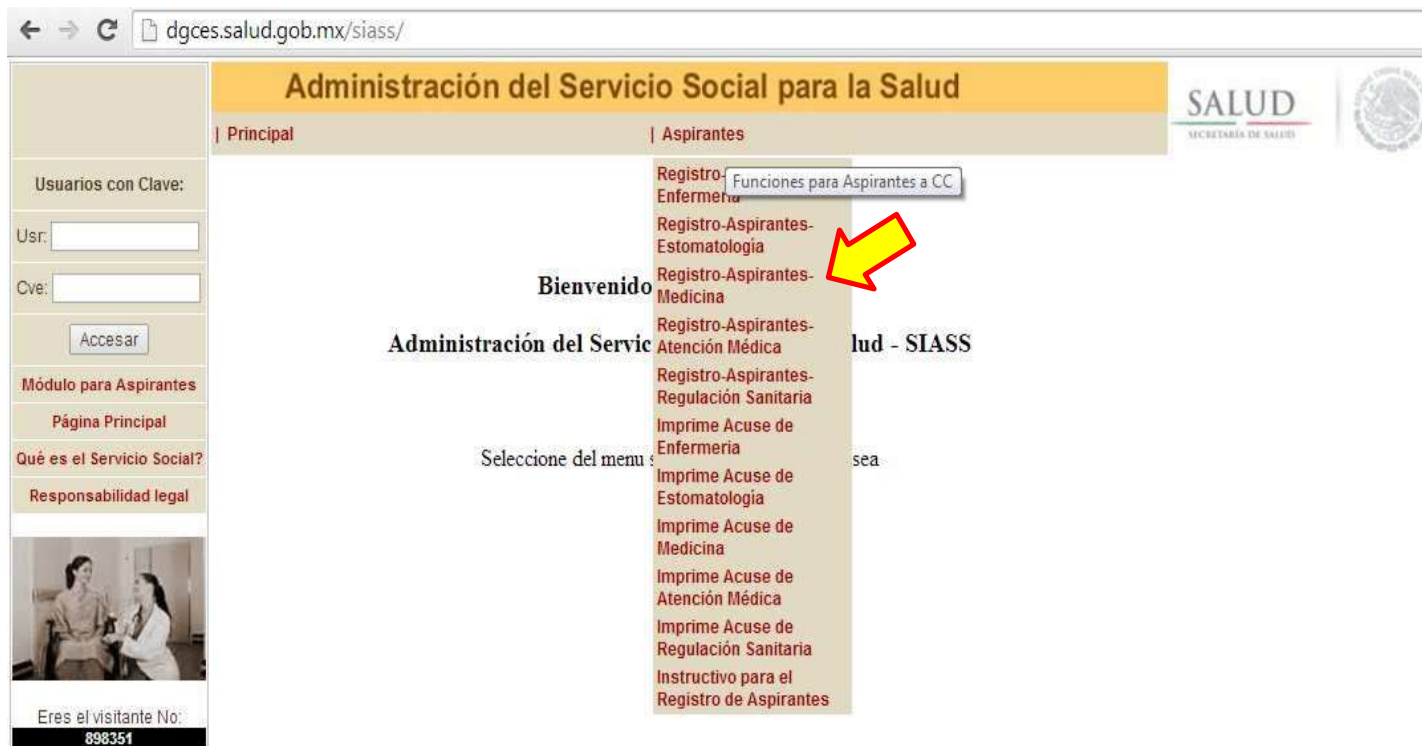 dgces.salud.gob.mx/siass/
Administración del Servicio Social para la Salud
SALUD
SECRETARÍA DE SALUD
| Principal
| Aspirantes
Usuarios con Clave:
Usr:
Cve:
Accesar
Módulo para Aspirantes
Página Principal
Qué es el Servicio Social?
Responsabilidad legal
Eres el visitante No:
898351
Registro-
Enfermeria
Funciones para Aspirantes a CC
Registro-Aspirantes-
Estomatología
Registro-Aspirantes-
Medicina
Registro-Aspirantes-
Atención Médica
Registro-Aspirantes-
Regulación Sanitaria
Imprime Acuse de
Enfermeria
Imprime Acuse de
Estomatología
Imprime Acuse de
Medicina
Imprime Acuse de
Atención Médica
Imprime Acuse de
Regulación Sanitaria
Instructivo para el
Registro de Aspirantes
Bienvenido
Administración del Servic lud - SIASS
Seleccione del menu s sea